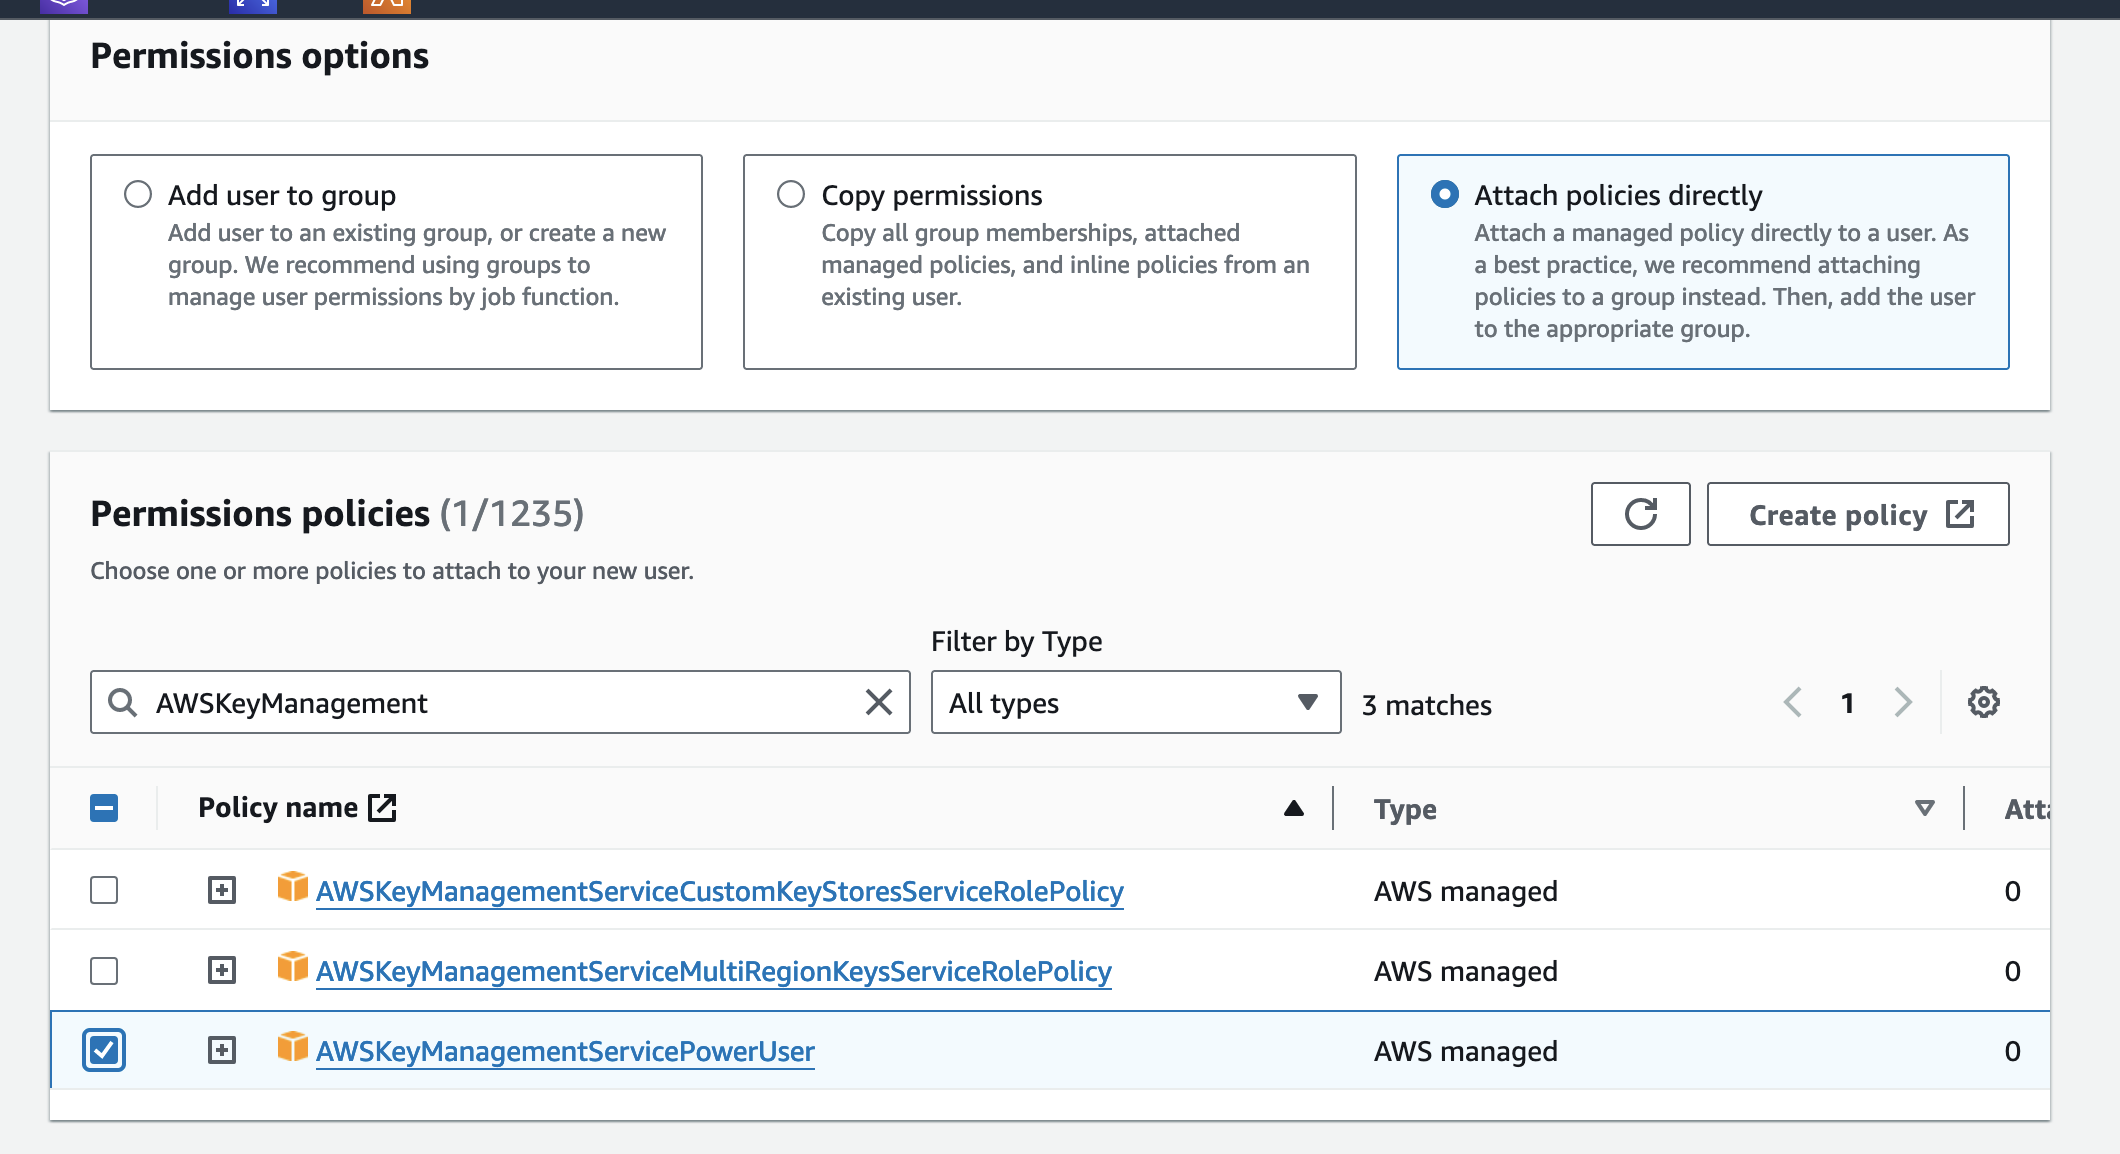 Permissions options
Add user to group
Add user to an existing group, or create a new
group. We recommend using groups to
manage user permissions by job function.
Copy permissions
Copy all group memberships, attached
managed policies, and inline policies from an
existing user.
Attach policies directly
Attach a managed policy directly to a user. As
a best practice, we recommend attaching
policies to a group instead. Then, add the user
to the appropriate group.
Permissions policies (1/1235)
Create policy
Choose one or more policies to attach to your new user.
Filter by Type
AWSKeyManagement
All types
3 matches
1
Policy name
Type
AWSKeyManagementServiceCustomKeyStoresServiceRolePolicy
AWS managed
0
AWSKeyManagementServiceMultiRegionKeysServiceRolePolicy
AWS managed
0
AWSKeyManagementServicePowerUser
AWS managed
0